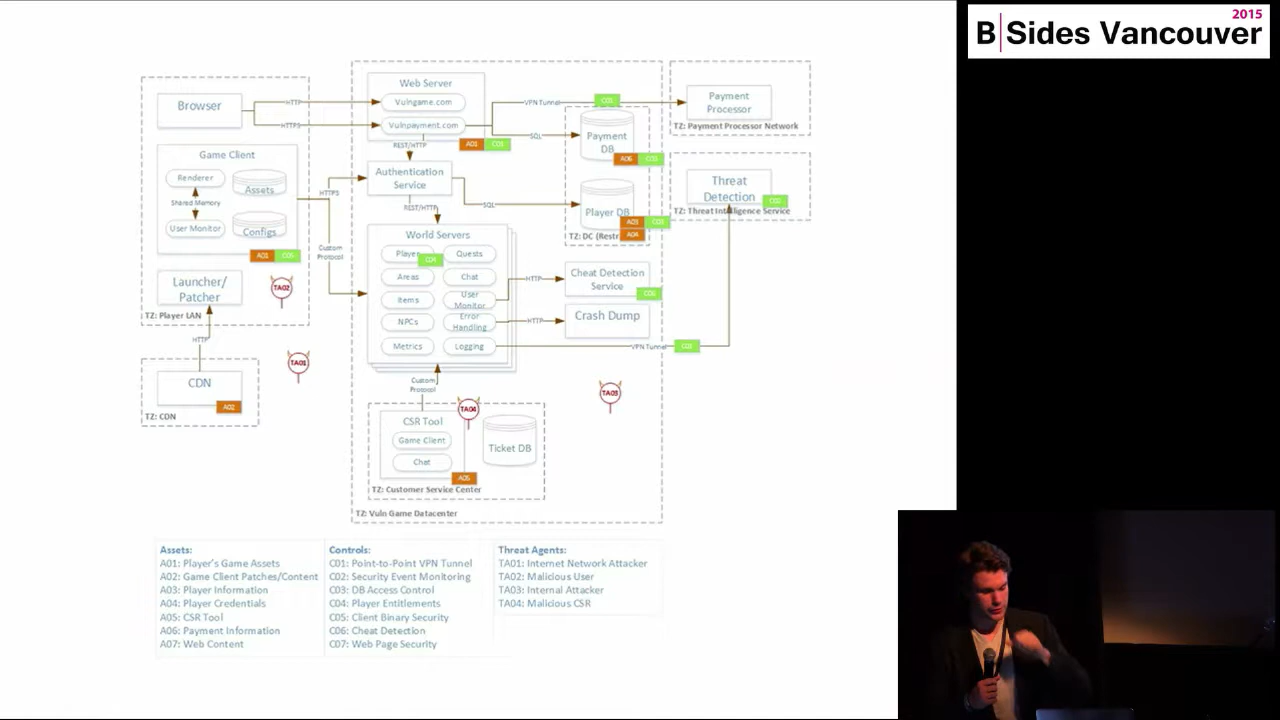 2015
B Sides Vancouver
Browser
HTTP
HTTPS
Web Server
Vulngame.com
Vulnpayment.com
VPN Tunnel
SQL
Payment
Processor
TZ: Payment Processor Network
Payment
DB
A06
REST/HTTP
Game Client
Renderer
Shared Memory
User Monitor
Assets
Configs
HTTPS
Authentication
Service
SQL
Player DB
A03
A04
TZ: DC (Restr
Threat
Detection
C02
TZ: Threat Intelligence Service
REST/HTTP
Custom
Protocol
World Servers
Player
C04
Quests
Areas
Chat
Items
User
Monitor
NPCs
Error
Handling
Metrics
Logging
HTTP
Cheat Detection
Service
C06
HTTP
Crash Dump
VPN Tunnel
Launcher/
Patcher
TA02
TZ: Player LAN
HTTP
TA01
CDN
A02
TZ: CDN
Custom
Protocol
TA04
TA03
CSR Tool
Game Client
Chat
A05
Ticket DB
TZ: Customer Service Center
TZ: Vuln Game Datacenter
Assets:
A01: Player's Game Assets
A02: Game Client Patches/Content
A03: Player Information
A04: Player Credentials
A05: CSR Tool
A06: Payment Information
A07: Web Content
Controls:
C01: Point-to-Point VPN Tunnel
C02: Security Event Monitoring
C03: DB Access Control
C04: Player Entitlements
C05: Client Binary Security
C06: Cheat Detection
C07: Web Page Security
Threat Agents:
TA01: Internet Network Attacker
TA02: Malicious User
TA03: Internal Attacker
TA04: Malicious CSR